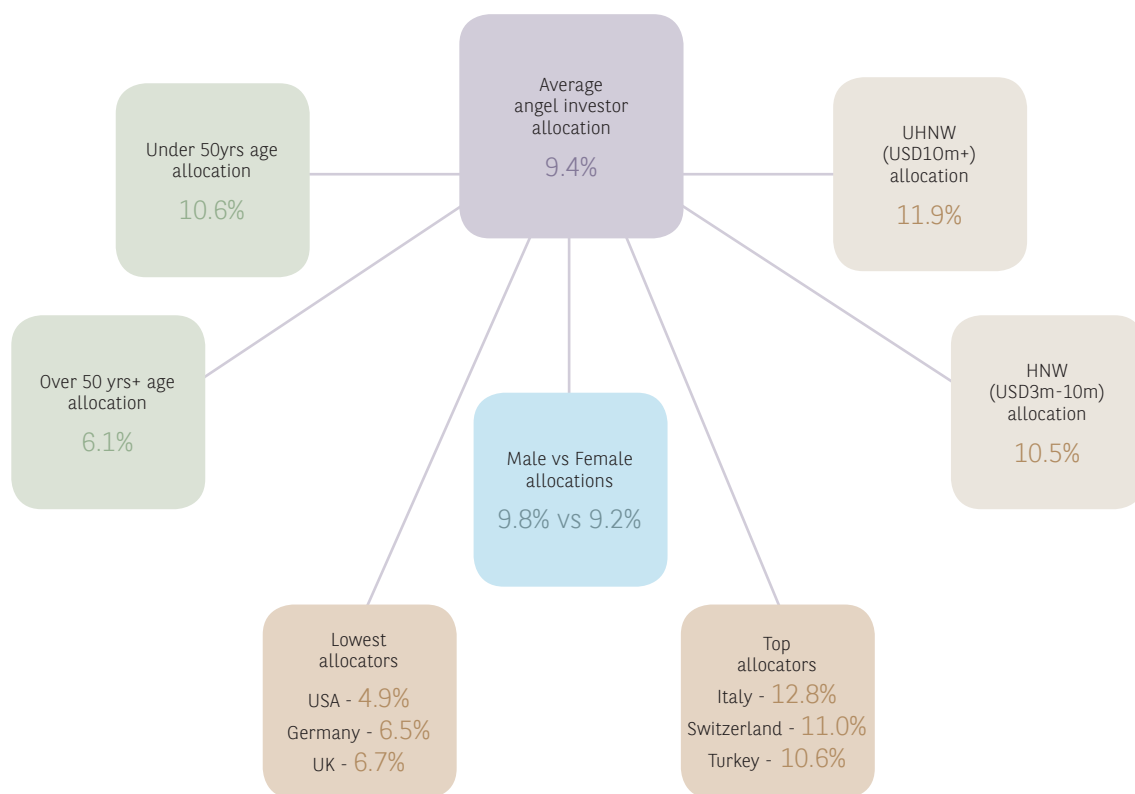 Average
angel investor
allocation
9.4%
Under 50yrs age
allocation
10.6%
UHNW
(USD10m+)
allocation
11.9%
Over 50 yrs+ age
allocation
6.1%
HNW
(USD3m-10m)
allocation
10.5%
Male vs Female
allocations
9.8% vs 9.2%
Lowest
allocators
USA - 4.9%
Germany - 6.5%
UK - 6.7%
Top
allocators
Italy - 12.8%
Switzerland - 11.0%
Turkey - 10.6%